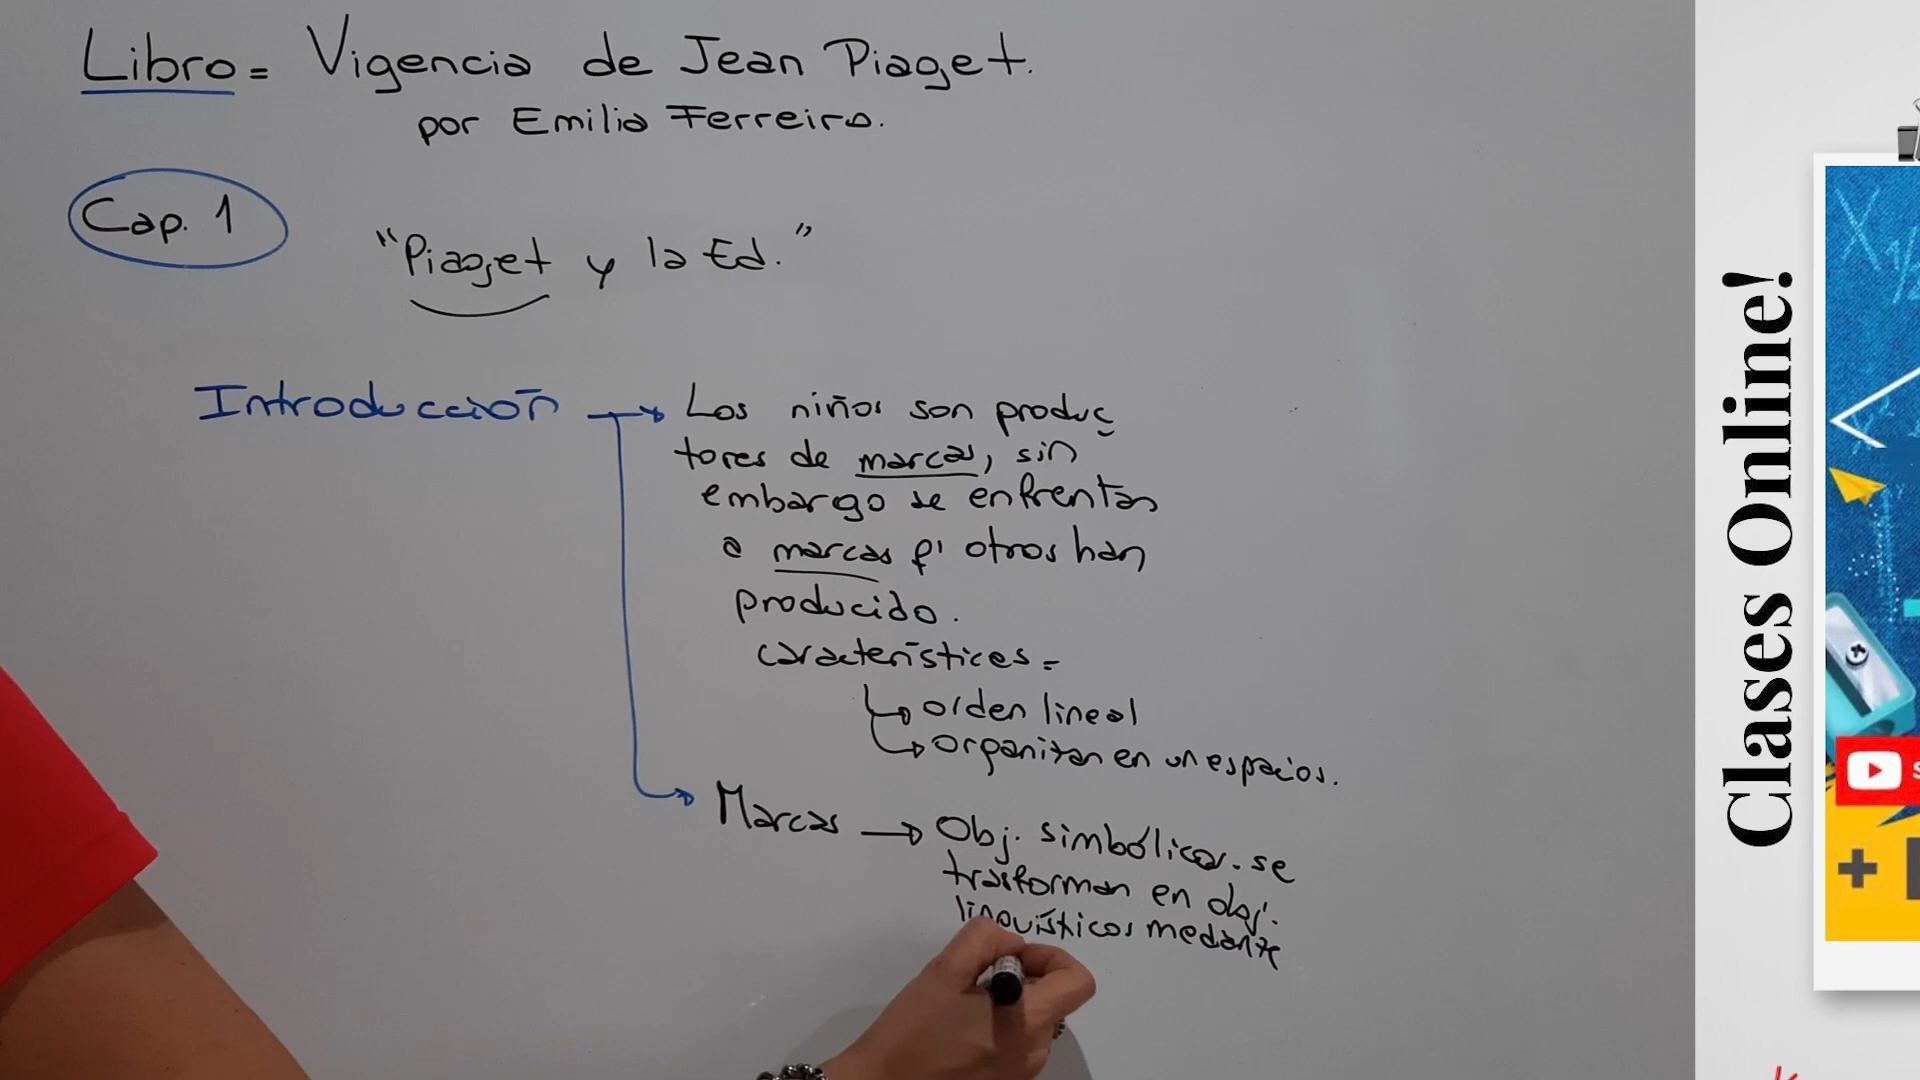 Libro = Vigencia de Jean Piaget.
por Emilia Ferreiro.
Cap. 1
"Piaget y la Ed."
Introducción → Los niños son produc
tores de marcas, sin
embargo se enfrentan
a marcas q' otros han
producido.
características =
orden lineal
organizan en un espacios.
Marcas → Obj. simbólicos. se
trasforman en obj.
lingüísticos mediante
Clases Online!